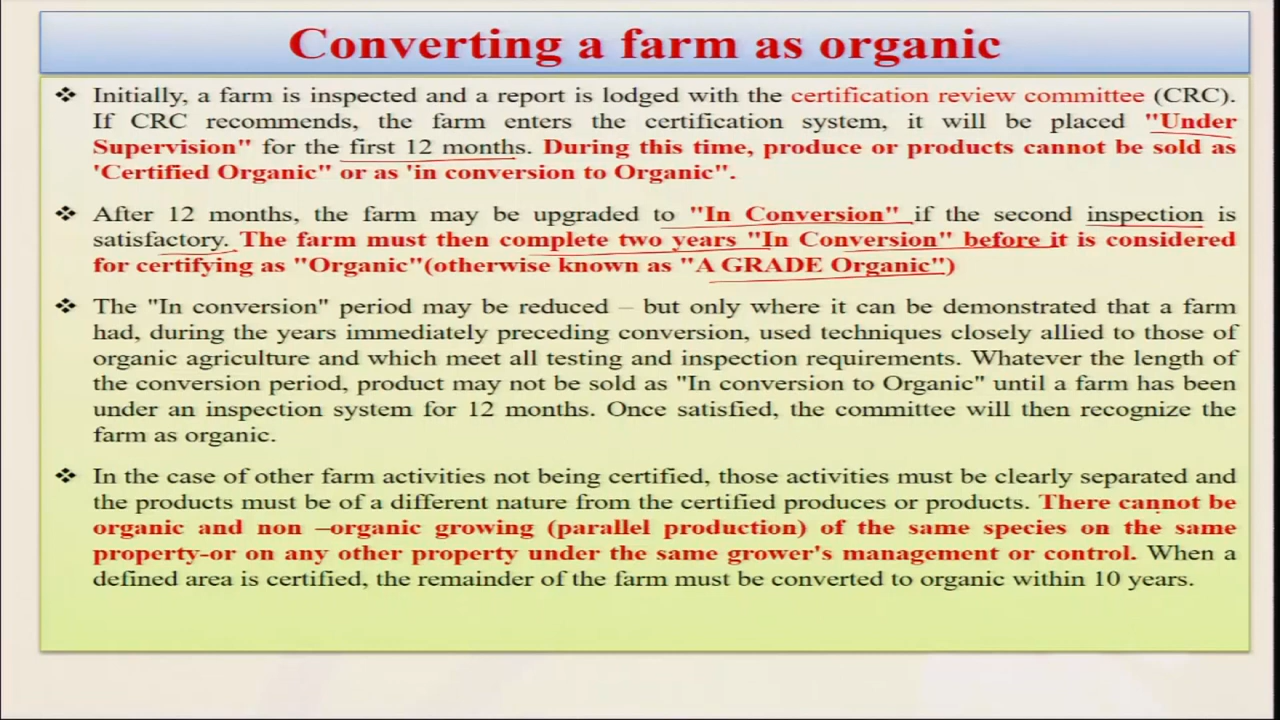 Converting a farm as organic
❖ Initially, a farm is inspected and a report is lodged with the certification review committee (CRC).
If CRC recommends, the farm enters the certification system, it will be placed "Under
Supervision" for the first 12 months. During this time, produce or products cannot be sold as
'Certified Organic" or as 'in conversion to Organic".
❖ After 12 months, the farm may be upgraded to "In Conversion" if the second inspection is
satisfactory. The farm must then complete two years "In Conversion" before it is considered
for certifying as "Organic"(otherwise known as "A GRADE Organic")
❖ The "In conversion" period may be reduced – but only where it can be demonstrated that a farm
had, during the years immediately preceding conversion, used techniques closely allied to those of
organic agriculture and which meet all testing and inspection requirements. Whatever the length of
the conversion period, product may not be sold as "In conversion to Organic" until a farm has been
under an inspection system for 12 months. Once satisfied, the committee will then recognize the
farm as organic.
❖ In the case of other farm activities not being certified, those activities must be clearly separated and
the products must be of a different nature from the certified produces or products. There cannot be
organic and non –organic growing (parallel production) of the same species on the same
property-or on any other property under the same grower's management or control. When a
defined area is certified, the remainder of the farm must be converted to organic within 10 years.